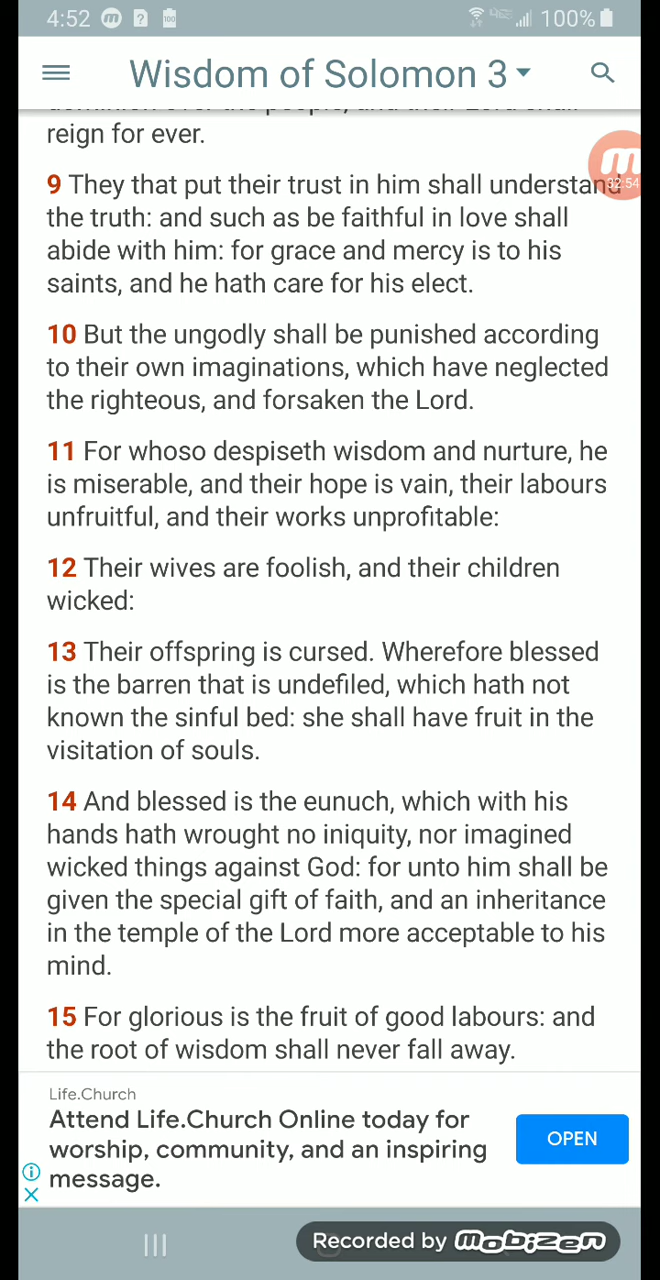 4:52
100%
Wisdom of Solomon 3
reign for ever.
9 They that put their trust in him shall understand
32:54
the truth: and such as be faithful in love shall
abide with him: for grace and mercy is to his
saints, and he hath care for his elect.
10 But the ungodly shall be punished according
to their own imaginations, which have neglected
the righteous, and forsaken the Lord.
11 For whoso despiseth wisdom and nurture, he
is miserable, and their hope is vain, their labours
unfruitful, and their works unprofitable:
12 Their wives are foolish, and their children
wicked:
13 Their offspring is cursed. Wherefore blessed
is the barren that is undefiled, which hath not
known the sinful bed: she shall have fruit in the
visitation of souls.
14 And blessed is the eunuch, which with his
hands hath wrought no iniquity, nor imagined
wicked things against God: for unto him shall be
given the special gift of faith, and an inheritance
in the temple of the Lord more acceptable to his
mind.
15 For glorious is the fruit of good labours: and
the root of wisdom shall never fall away.
Life.Church
Attend Life.Church Online today for
worship, community, and an inspiring
message.
OPEN
Recorded by mobizen